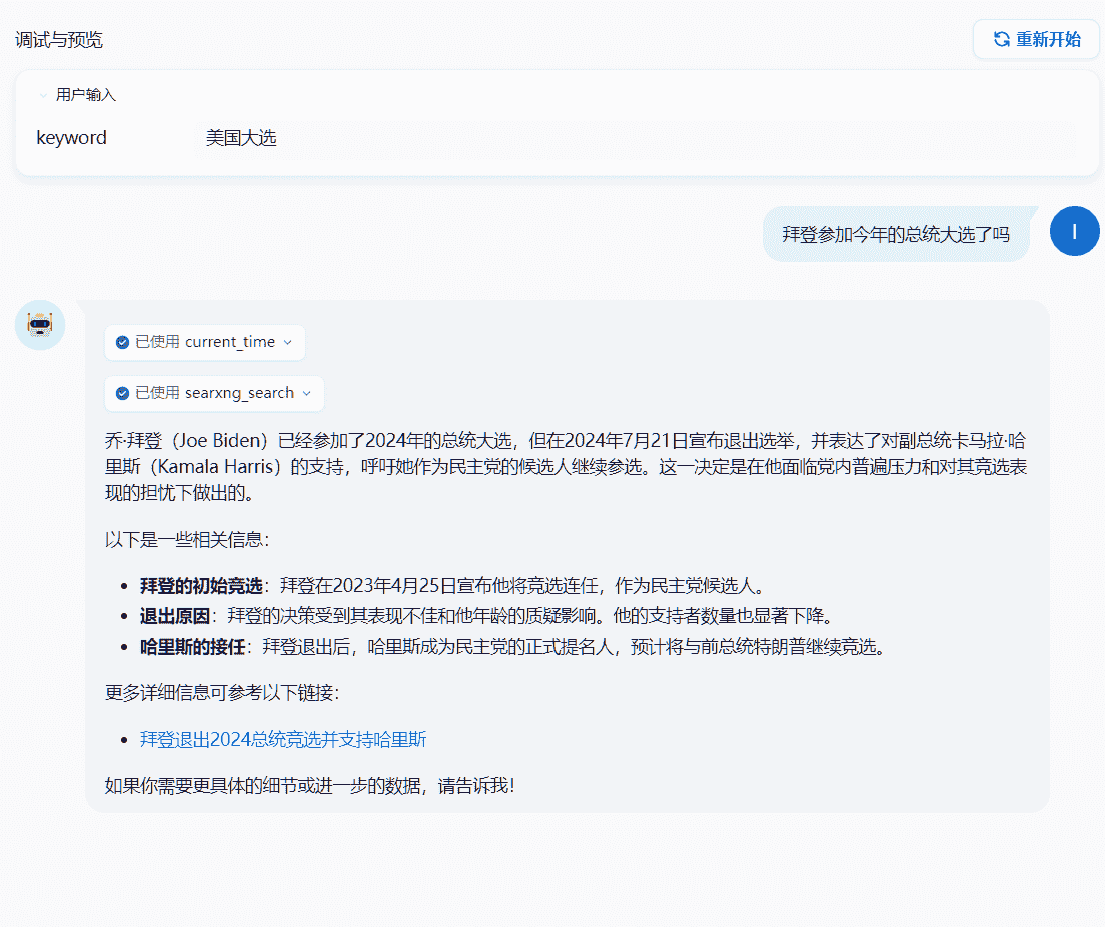 调试与预览
重新开始
用户输入
keyword
美国大选
拜登参加今年的总统大选了吗
I
已使用 current_time
已使用 searxng_search
乔·拜登（Joe Biden）已经参加了2024年的总统大选，但在2024年7月21日宣布退出选举，并表达了对副总统卡马拉·哈
里斯（Kamala Harris）的支持，呼吁她作为民主党的候选人继续参选。这一决定是在他面临党内普遍压力和对其竞选表
现的担忧下做出的。
以下是一些相关信息：
拜登的初始竞选：拜登在2023年4月25日宣布他将竞选连任，作为民主党候选人。
退出原因：拜登的决策受到其表现不佳和他年龄的质疑影响。他的支持者数量也显著下降。
哈里斯的接任：拜登退出后，哈里斯成为民主党的正式提名人，预计将与前总统特朗普继续竞选。
更多详细信息可参考以下链接：
拜登退出2024总统竞选并支持哈里斯
如果你需要更具体的细节或进一步的数据，请告诉我！